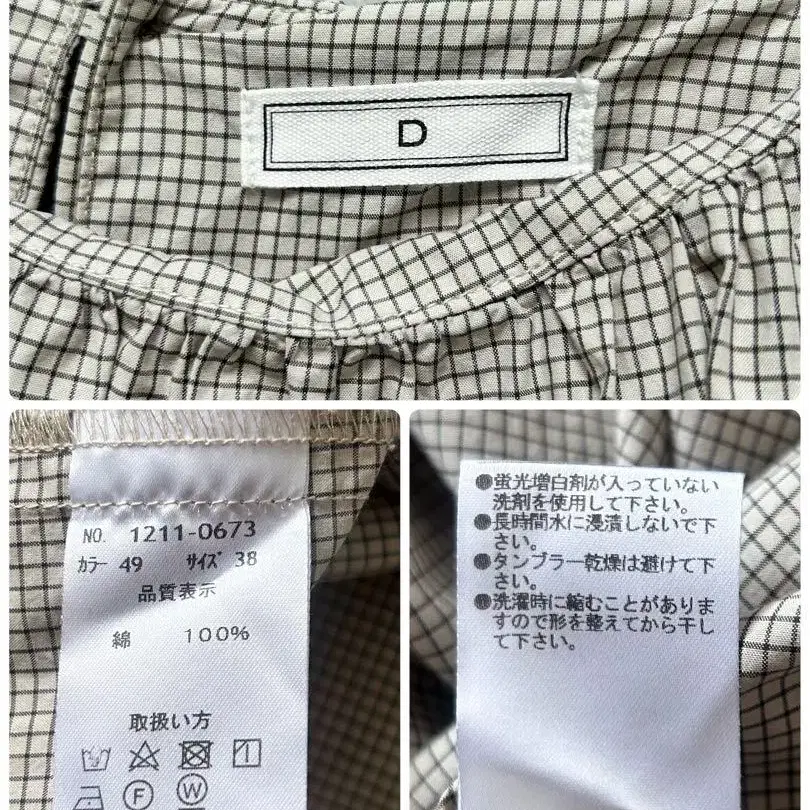 D
NO. 1211-0673
カラー 49 サイズ 38
品質表示
綿 100%
取扱い方
F
W
●蛍光増白剤が入っていない
洗剤を使用して下さい。
●長時間水に浸漬しないで下
さい。
●タンブラー乾燥は避けて下
さい。
●洗濯時に縮むことがありま
すので形を整えてから干し
て下さい。